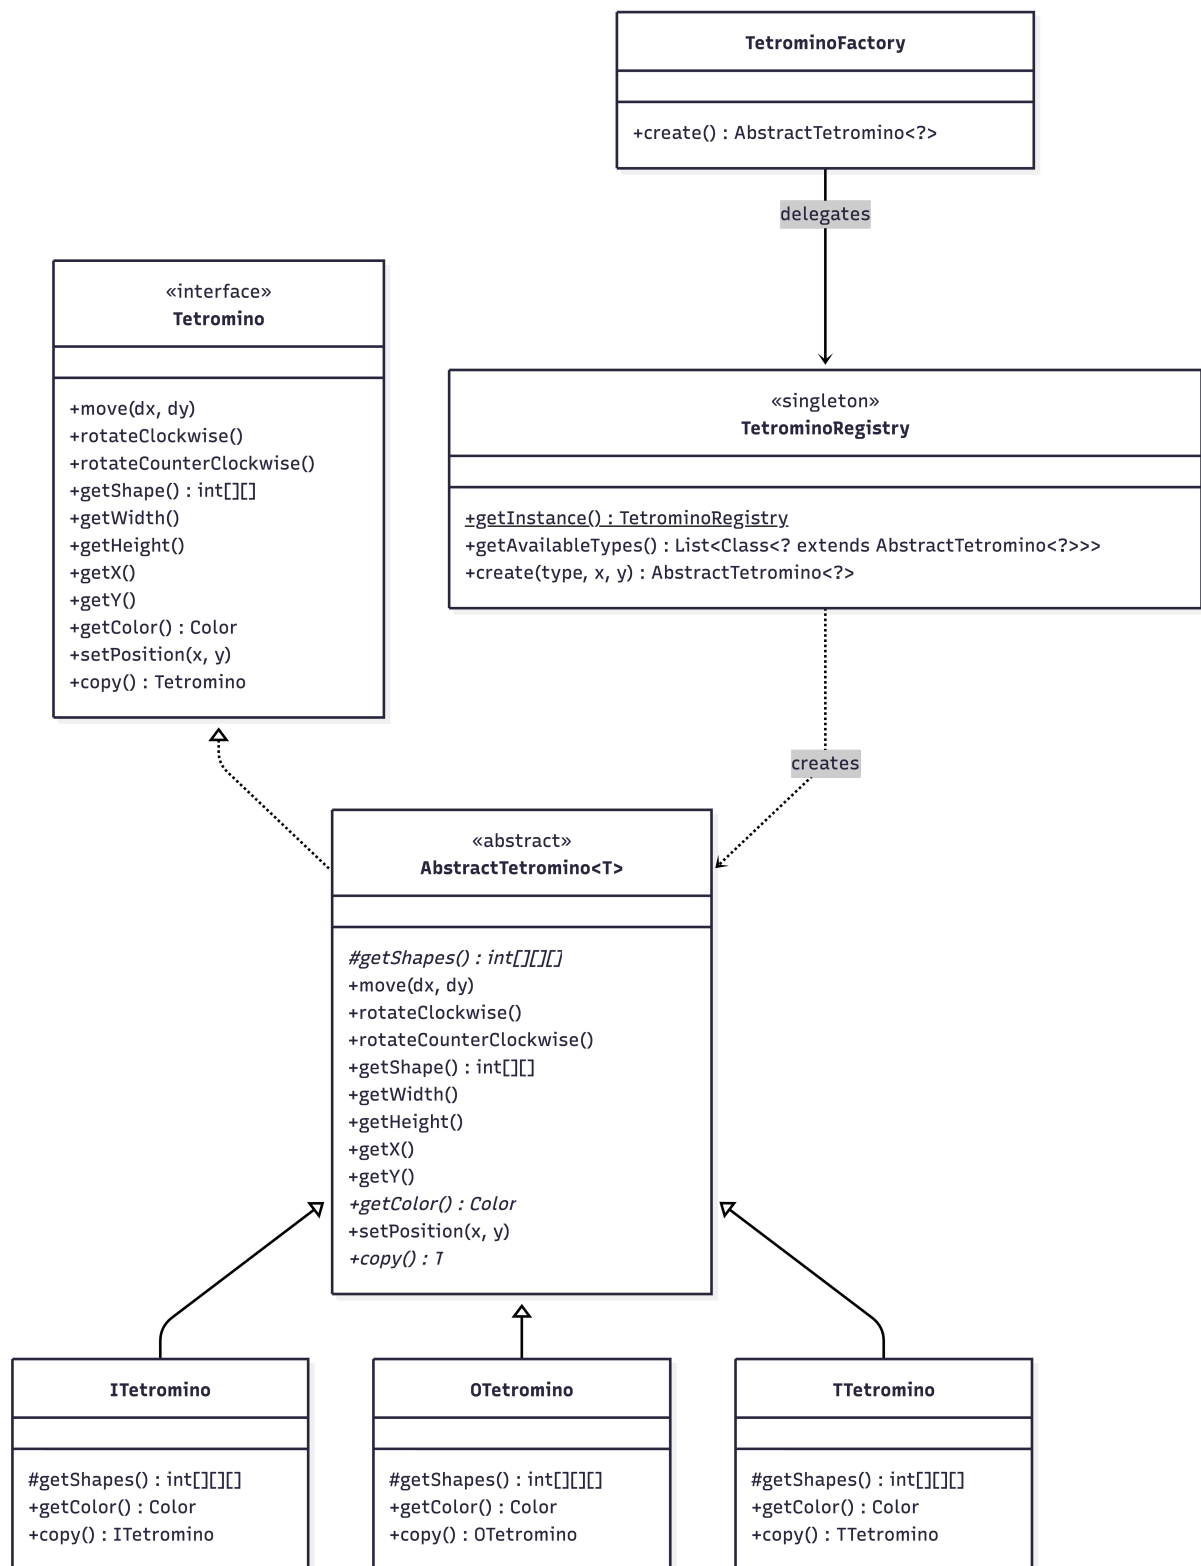 TetrominoFactory
+create() : AbstractTetromino<?>
delegates
«interface»
Tetromino
+move(dx, dy)
+rotateClockwise()
+rotateCounterClockwise()
+getShape() : int[][]
+getWidth()
+getHeight()
+getX()
+getY()
+getColor() : Color
+setPosition(x, y)
+copy() : Tetromino
«singleton»
TetrominoRegistry
+getInstance() : TetrominoRegistry
+getAvailableTypes() : List<Class<? extends AbstractTetromino<?>>>
+create(type, x, y) : AbstractTetromino<?>
creates
«abstract»
AbstractTetromino<T>
#getShapes() : int[][][]
+move(dx, dy)
+rotateClockwise()
+rotateCounterClockwise()
+getShape() : int[][]
+getWidth()
+getHeight()
+getX()
+getY()
+getColor() : Color
+setPosition(x, y)
+copy() : T
ITetromino
#getShapes() : int[][][]
+getColor() : Color
+copy() : ITetromino
OTetromino
#getShapes() : int[][][]
+getColor() : Color
+copy() : OTetromino
TTetromino
#getShapes() : int[][][]
+getColor() : Color
+copy() : TTetromino